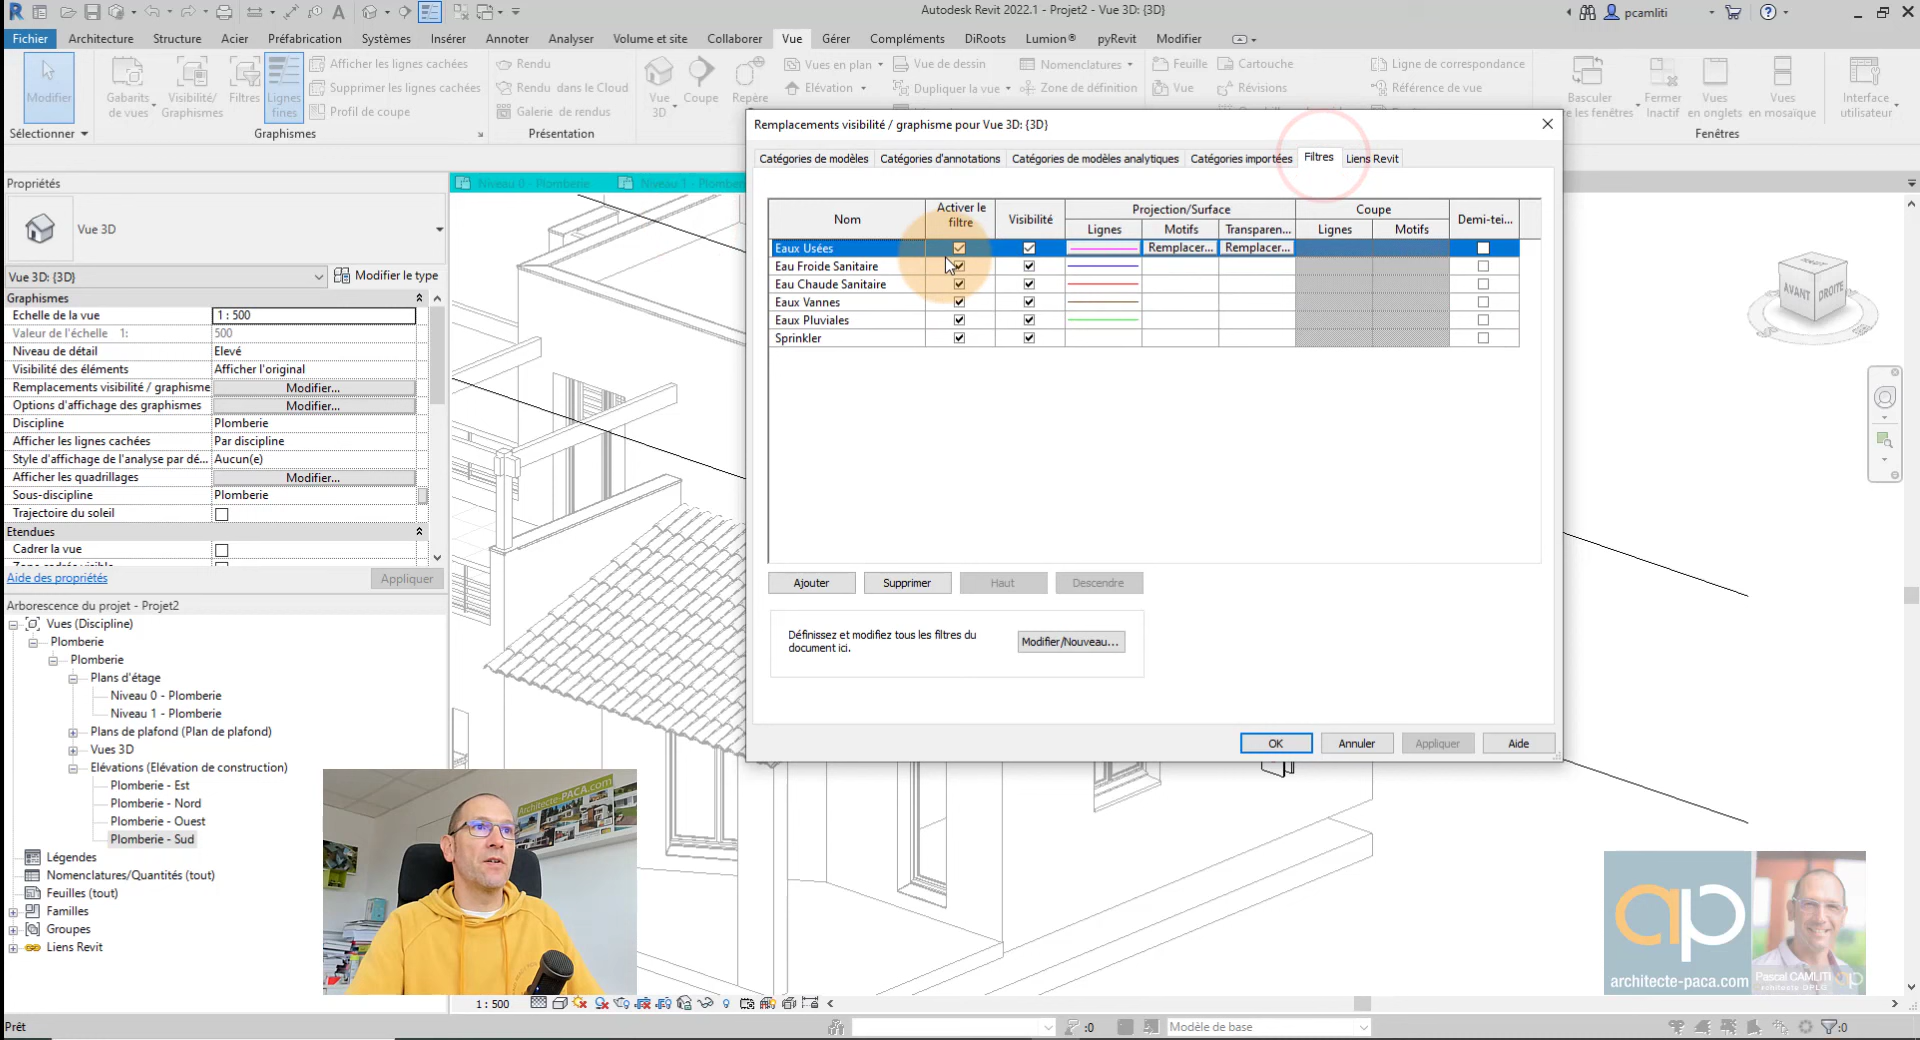 Autodesk Revit 2022.1 - Projet2 - Vue 3D: {3D}
pcamliti
Fichier Architecture Structure Acier Préfabrication Systèmes Insérer Annoter Analyser Volume et site Collaborer Vue Gérer Compléments DiRoots Lumion® pyRevit Modifier
Modifier
Gabarits de vues
Visibilité/ Graphismes
Filtres
Lignes fines
Afficher les lignes cachées
Supprimer les lignes cachées
Profil de coupe
Rendu
Rendu dans le Cloud
Galerie de rendus
Vue 3D
Coupe
Repère
Vues en plan
Elévation
Vue de dessin
Dupliquer la vue
Nomenclatures
Zone de définition
Feuille
Vue
Cartouche
Révisions
Ligne de correspondance
Référence de vue
Basculer
Fermer Inactif
Vues en onglets
Vues en mosaïque
Interface utilisateur
Sélectionner
Graphismes
Présentation
Fenêtres
Propriétés
Vue 3D
Vue 3D: {3D}
Modifier le type
Graphismes
Echelle de la vue 1 : 500
Valeur de l'échelle 1: 500
Niveau de détail Elevé
Visibilité des éléments Afficher l'original
Remplacements visibilité / graphisme Modifier...
Options d'affichage des graphismes Modifier...
Discipline Plomberie
Afficher les lignes cachées Par discipline
Style d'affichage de l'analyse par dé... Aucun(e)
Afficher les quadrillages Modifier...
Sous-discipline Plomberie
Trajectoire du soleil
Etendues
Cadrer la vue
Aide des propriétés Appliquer
Arborescence du projet - Projet2
Vues (Discipline)
Plomberie
Plomberie
Plans d'étage
Niveau 0 - Plomberie
Niveau 1 - Plomberie
Plans de plafond (Plan de plafond)
Vues 3D
Elévations (Elévation de construction)
Plomberie - Est
Plomberie - Nord
Plomberie - Ouest
Plomberie - Sud
Légendes
Nomenclatures/Quantités (tout)
Feuilles (tout)
Familles
Groupes
Liens Revit
Niveau 0 - Plomberie
Niveau 1 - Plomber
Remplacements visibilité / graphisme pour Vue 3D: {3D}
Catégories de modèles Catégories d'annotations Catégories de modèles analytiques Catégories importées Filtres Liens Revit
Nom
Activer le filtre
Visibilité
Projection/Surface
Coupe
Demi-tei...
Lignes Motifs Transparen... Lignes Motifs
Eaux Usées Remplacer... Remplacer...
Eau Froide Sanitaire
Eau Chaude Sanitaire
Eaux Vannes
Eaux Pluviales
Sprinkler
Ajouter Supprimer Haut Descendre
Définissez et modifiez tous les filtres du
document ici.
Modifier/Nouveau...
OK Annuler Appliquer Aide
AVANT DROITE
Architecte-PACA.com
ap
architecte-paca.com
Pascal CAMLITI
architecte DPLG
1 : 500
Prêt
:0
Modèle de base
:0